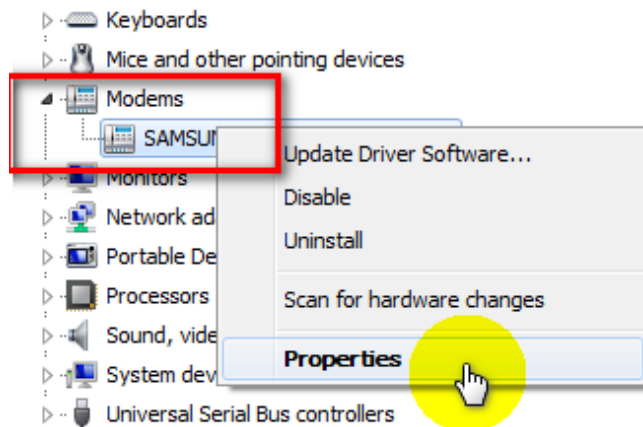 Keyboards
Mice and other pointing devices
Modems
SAMSU
Update Driver Software...
Monitors
Disable
Network ad
Uninstall
Portable De
Processors
Scan for hardware changes
Sound, vide
Properties
System dev
Universal Serial Bus controllers